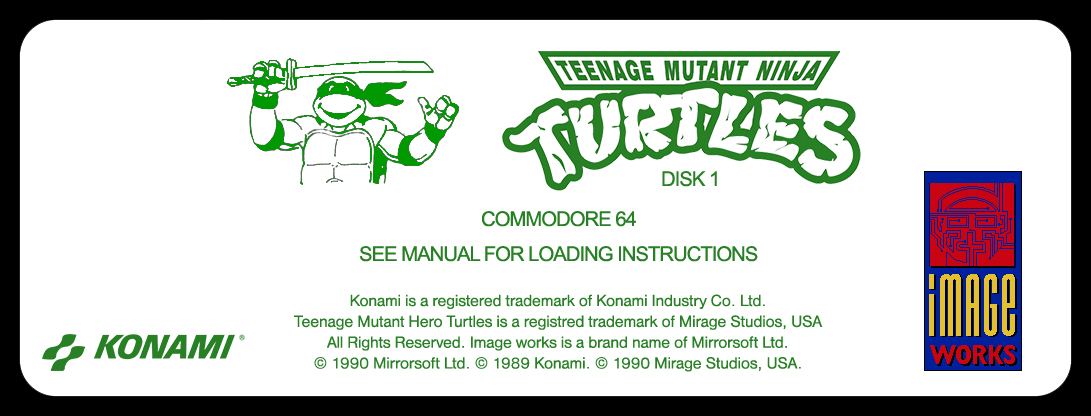 TEENAGE MUTANT NINJA
TURTLES
DISK 1
COMMODORE 64
SEE MANUAL FOR LOADING INSTRUCTIONS
Konami is a registered trademark of Konami Industry Co. Ltd.
Teenage Mutant Hero Turtles is a registred trademark of Mirage Studios, USA
All Rights Reserved. Image works is a brand name of Mirrorsoft Ltd.
© 1990 Mirrorsoft Ltd. © 1989 Konami. © 1990 Mirage Studios, USA.
KONAMI®
iMAGE
WORKS